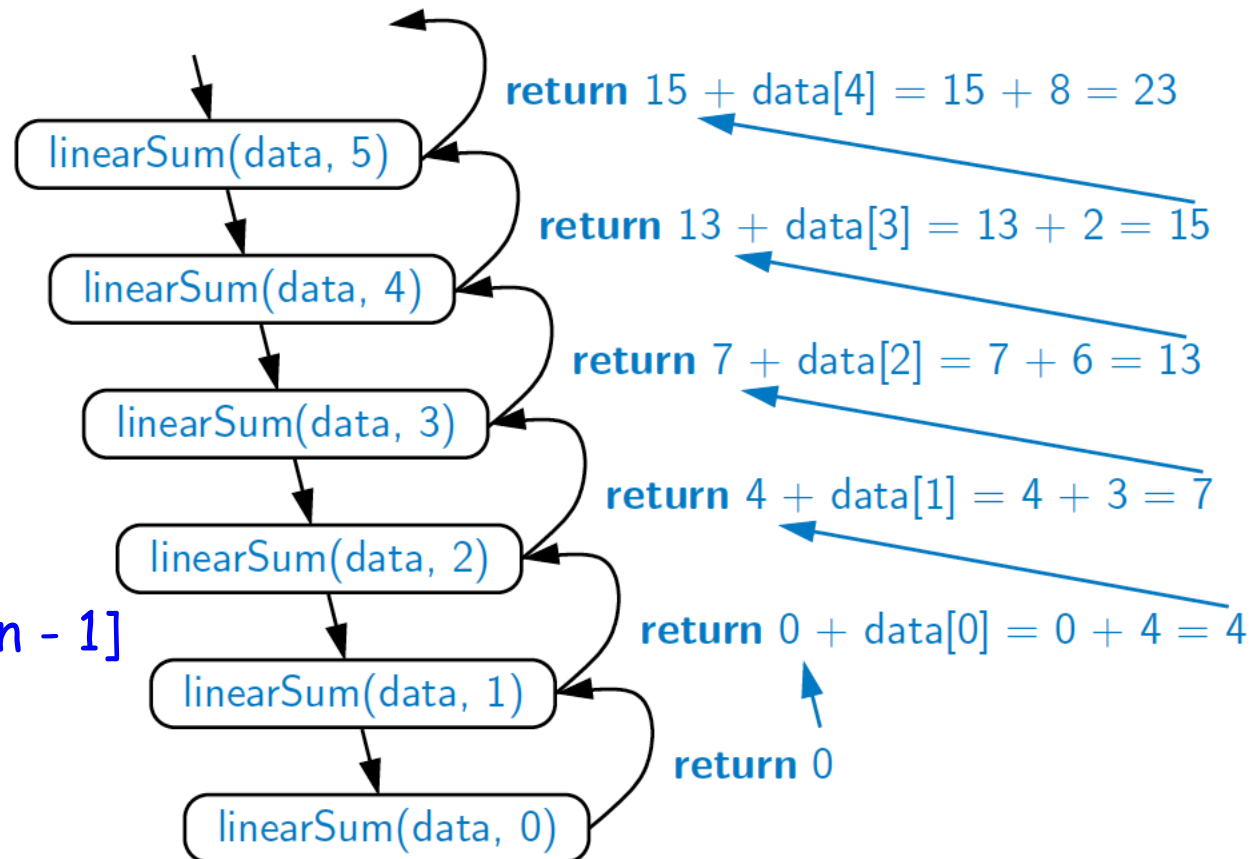 return 15 + data[4] = 15 + 8 = 23
linearSum(data, 5)
return 13 + data[3] = 13 + 2 = 15
linearSum(data, 4)
return 7 + data[2] = 7 + 6 = 13
linearSum(data, 3)
return 4 + data[1] = 4 + 3 = 7
linearSum(data, 2)
n - 1]
return 0 + data[0] = 0 + 4 = 4
linearSum(data, 1)
return 0
linearSum(data, 0)